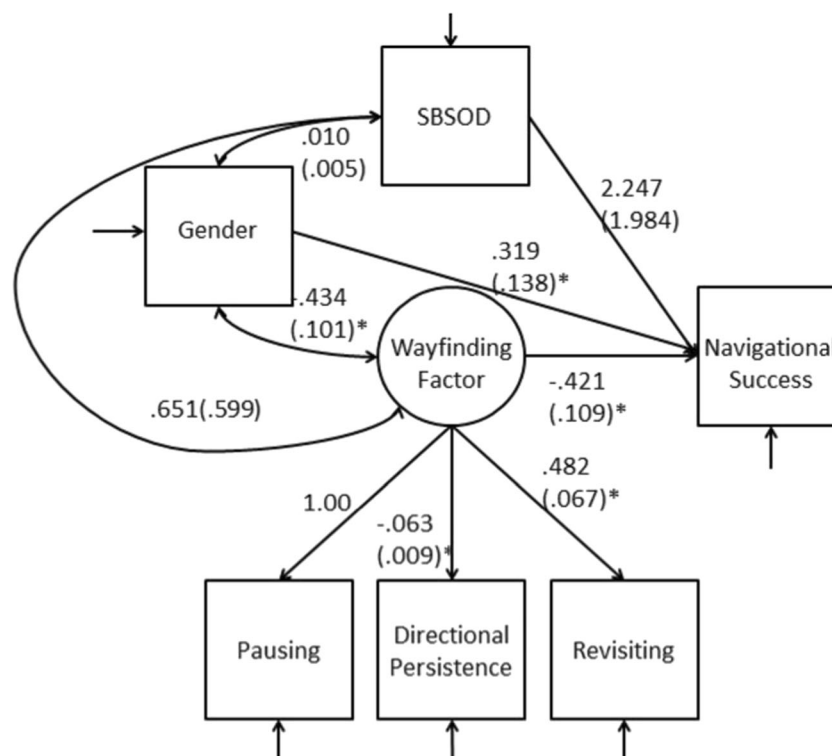 SBSOD
.010
(.005)
Gender
2.247
(1.984)
.319
(.138)*
-.434
(.101)*
Wayfinding
Factor
Navigational
Success
-.421
(.109)*
.651(.599)
1.00
-.063
(.009)*
.482
(.067)*
Pausing
Directional
Persistence
Revisiting